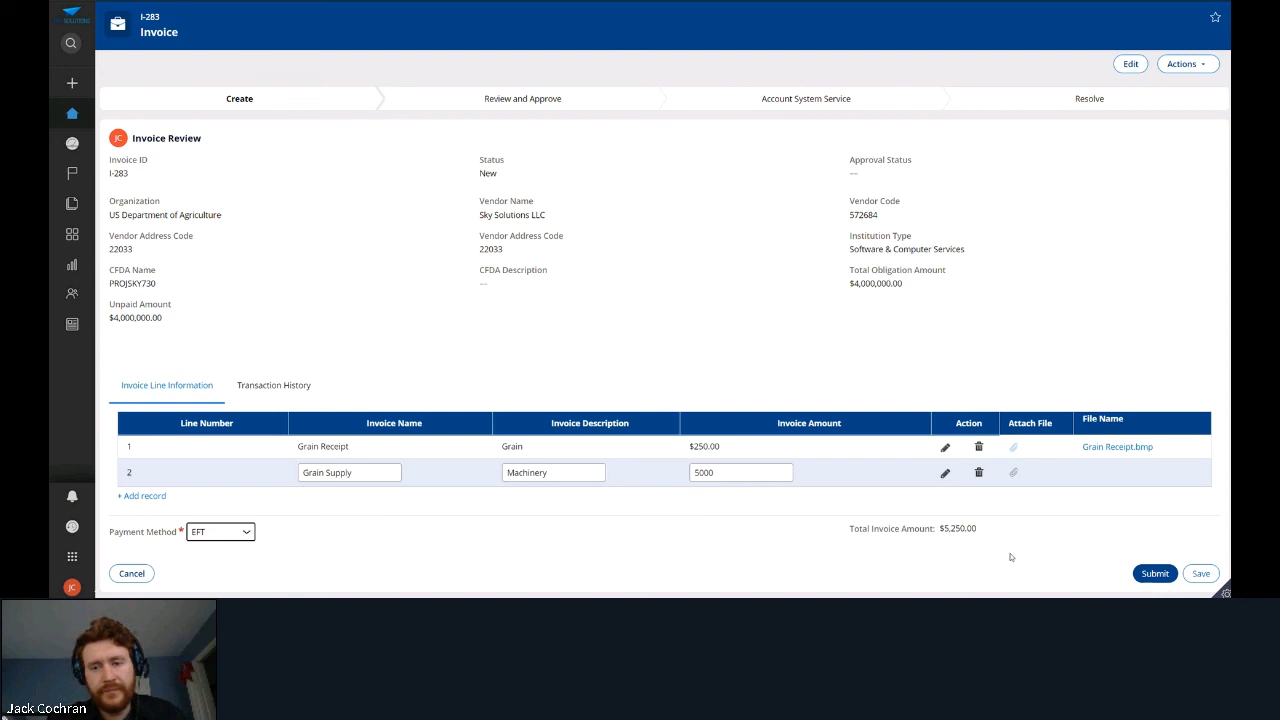 I-283
SOLUTIONS
Invoice
Edit
Actions
Create
Review and Approve
Account System Service
Resolve
JC
Invoice Review
Invoice ID
Status
Approval Status
I-283
New
---
Organization
Vendor Name
Vendor Code
US Department of Agriculture
Sky Solutions LLC
572684
Vendor Address Code
Vendor Address Code
Institution Type
22033
22033
Software & Computer Services
CFDA Name
CFDA Description
Total Obligation Amount
PROJSKY730
---
$4,000,000.00
Unpaid Amount
$4,000,000.00
Invoice Line Information
Transaction History
Line Number
Invoice Name
Invoice Description
Invoice Amount
Action
Attach File
File Name
1
Grain Receipt
Grain
$250.00
Grain Receipt.bmp
2
Grain Supply
Machinery
5000
+ Add record
Payment Method *
EFT
Total Invoice Amount: $5,250.00
Cancel
Submit
Save
JC
Jack Cochran